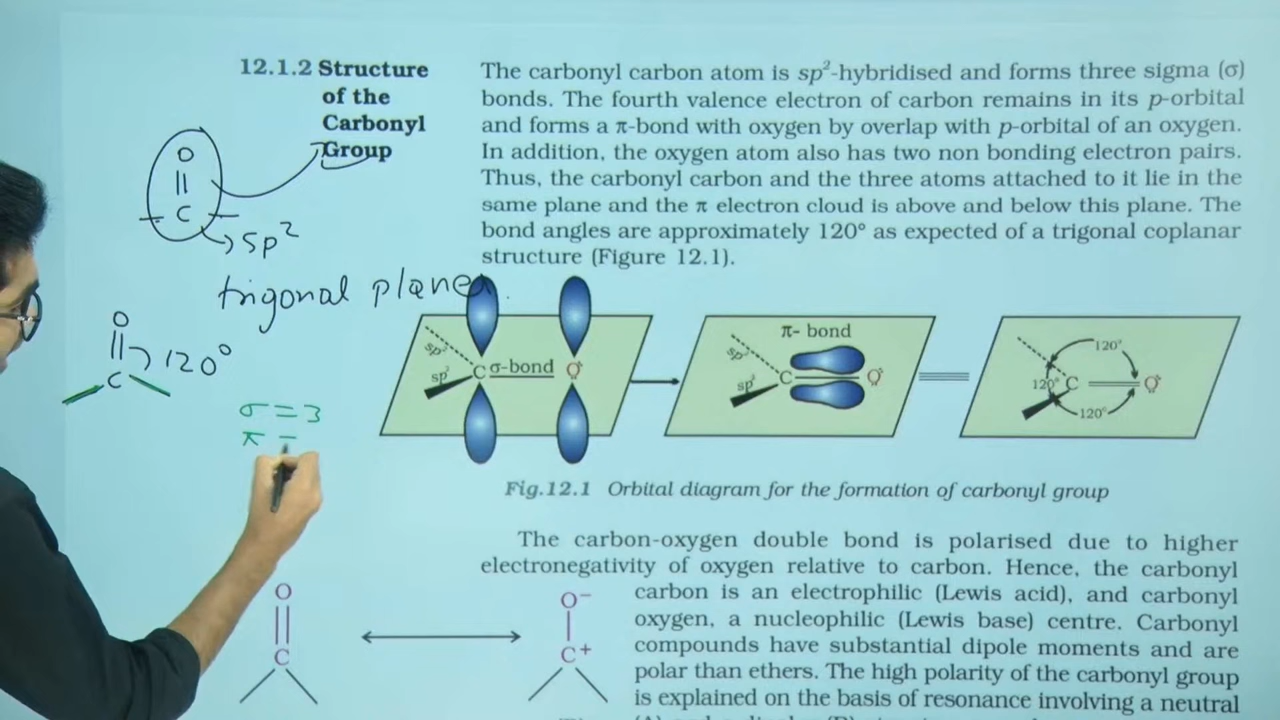 12.1.2 Structure
of the
Carbonyl
Group
The carbonyl carbon atom is sp²-hybridised and forms three sigma (σ)
bonds. The fourth valence electron of carbon remains in its p-orbital
and forms a π-bond with oxygen by overlap with p-orbital of an oxygen.
In addition, the oxygen atom also has two non bonding electron pairs.
Thus, the carbonyl carbon and the three atoms attached to it lie in the
same plane and the π electron cloud is above and below this plane. The
bond angles are approximately 120° as expected of a trigonal coplanar
structure (Figure 12.1).
O
C
sp²
trigonal planer
O
120°
C
σ = 3
π =
sp²
sp²
C σ-bond O
π- bond
sp²
sp²
C O
120°
120° C O
120°
Fig.12.1 Orbital diagram for the formation of carbonyl group
The carbon-oxygen double bond is polarised due to higher
electronegativity of oxygen relative to carbon. Hence, the carbonyl
carbon is an electrophilic (Lewis acid), and carbonyl
oxygen, a nucleophilic (Lewis base) centre. Carbonyl
compounds have substantial dipole moments and are
polar than ethers. The high polarity of the carbonyl group
is explained on the basis of resonance involving a neutral
O
C
O⁻
C⁺